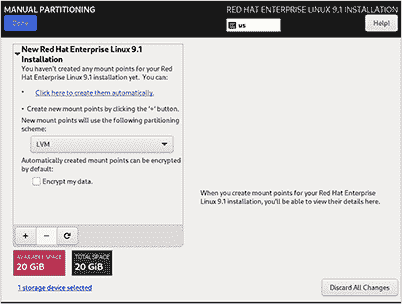 MANUAL PARTITIONING
RED HAT ENTERPRISE LINUX 9.1 INSTALLATION
Done
us
Help!
New Red Hat Enterprise Linux 9.1
Installation
You haven't created any mount points for your Red
Hat Enterprise Linux 9.1 installation yet. You can:
• Click here to create them automatically.
• Create new mount points by clicking the '+' button.
New mount points will use the following partitioning
scheme:
LVM
Automatically created mount points can be encrypted
by default:
Encrypt my data.
When you create mount points for your Red Hat Enterprise
Linux 9.1 installation, you'll be able to view their details here.
+ −
AVAILABLE SPACE
20 GiB
TOTAL SPACE
20 GiB
1 storage device selected
Discard All Changes